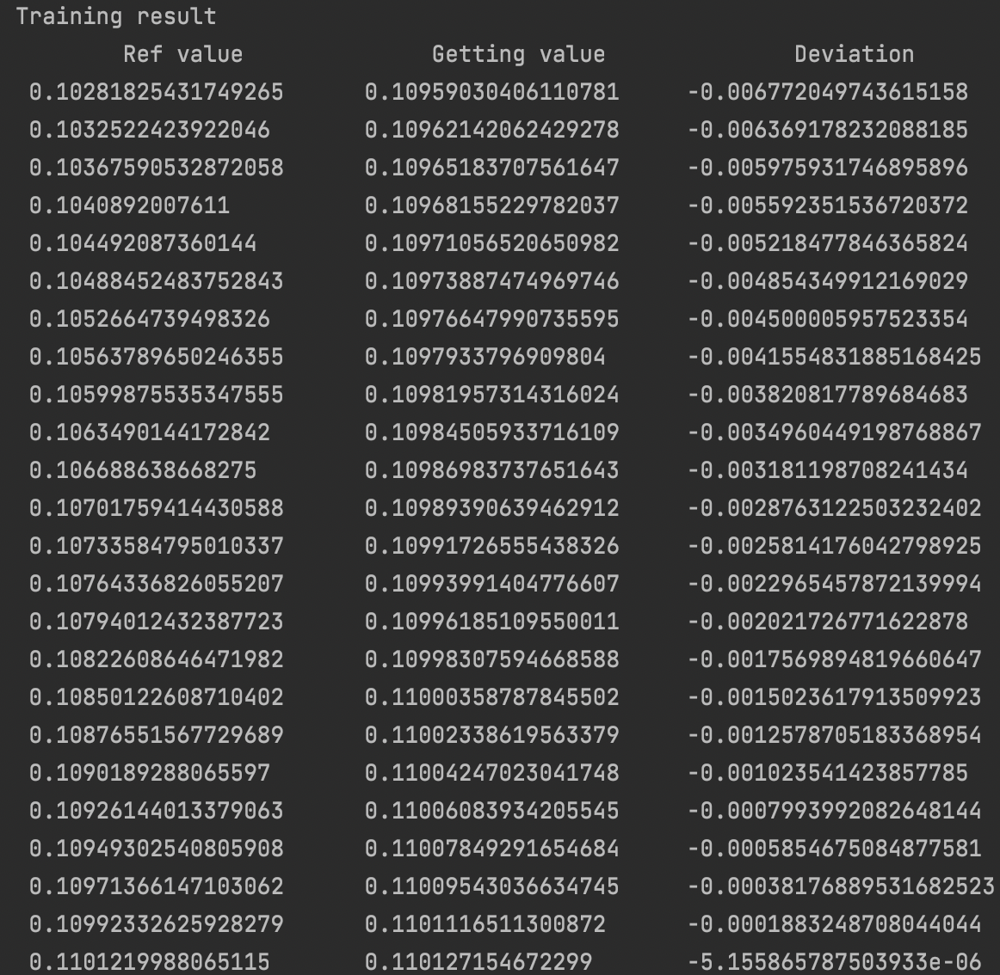 Training result
Ref value Getting value Deviation
0.10281825431749265 0.10959030406110781 -0.006772049743615158
0.1032522423922046 0.10962142062429278 -0.006369178232088185
0.10367590532872058 0.10965183707561647 -0.005975931746895896
0.1040892007611 0.10968155229782037 -0.005592351536720372
0.104492087360144 0.10971056520650982 -0.005218477846365824
0.10488452483752843 0.10973887474969746 -0.004854349912169029
0.1052664739498326 0.10976647990735595 -0.004500005957523354
0.10563789650246355 0.1097933796909804 -0.0041554831885168425
0.10599875535347555 0.10981957314316024 -0.003820817789684683
0.1063490144172842 0.10984505933716109 -0.0034960449198768867
0.106688638668275 0.10986983737651643 -0.003181198708241434
0.10701759414430588 0.10989390639462912 -0.0028763122503232402
0.10733584795010337 0.10991726555438326 -0.0025814176042798925
0.10764336826055207 0.10993991404776607 -0.0022965457872139994
0.10794012432387723 0.10996185109550011 -0.002021726771622878
0.10822608646471982 0.10998307594668588 -0.0017569894819660647
0.10850122608710402 0.11000358787845502 -0.0015023617913509923
0.10876551567729689 0.11002338619563379 -0.0012578705183368954
0.1090189288065597 0.11004247023041748 -0.001023541423857785
0.10926144013379063 0.11006083934205545 -0.0007993992082648144
0.10949302540805908 0.11007849291654684 -0.0005854675084877581
0.10971366147103062 0.11009543036634745 -0.00038176889531682523
0.10992332625928279 0.1101116511300872 -0.0001883248708044044
0.1101219988065115 0.110127154672299 -5.155865787503933e-06